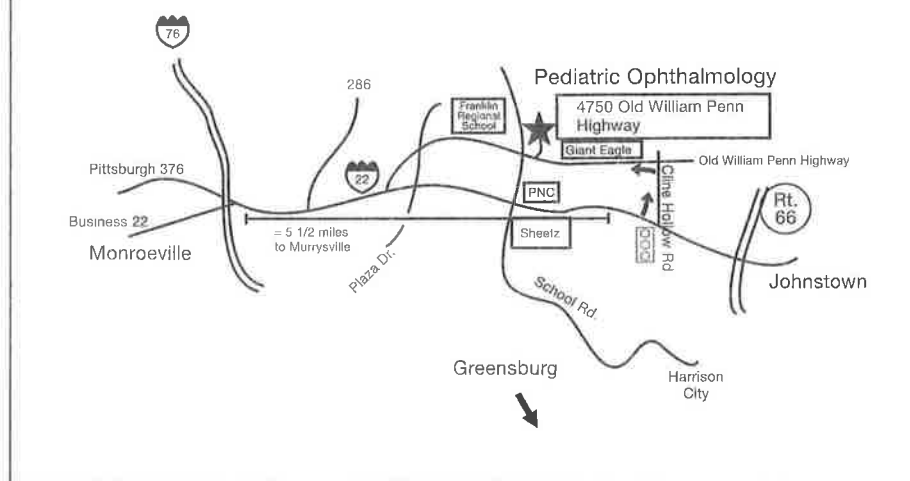 76
Pediatric Ophthalmology
4750 Old William Penn
Highway
286
Franklin
Regional
School
Giant Eagle
Old William Penn Highway
Pittsburgh 376
22
PNC
Cline Hollow Rd
Rt.
66
Business 22
Sheetz
= 5 1/2 miles
to Murrysville
Monroeville
Plaza Dr.
Johnstown
School Rd.
Greensburg
Harrison
City